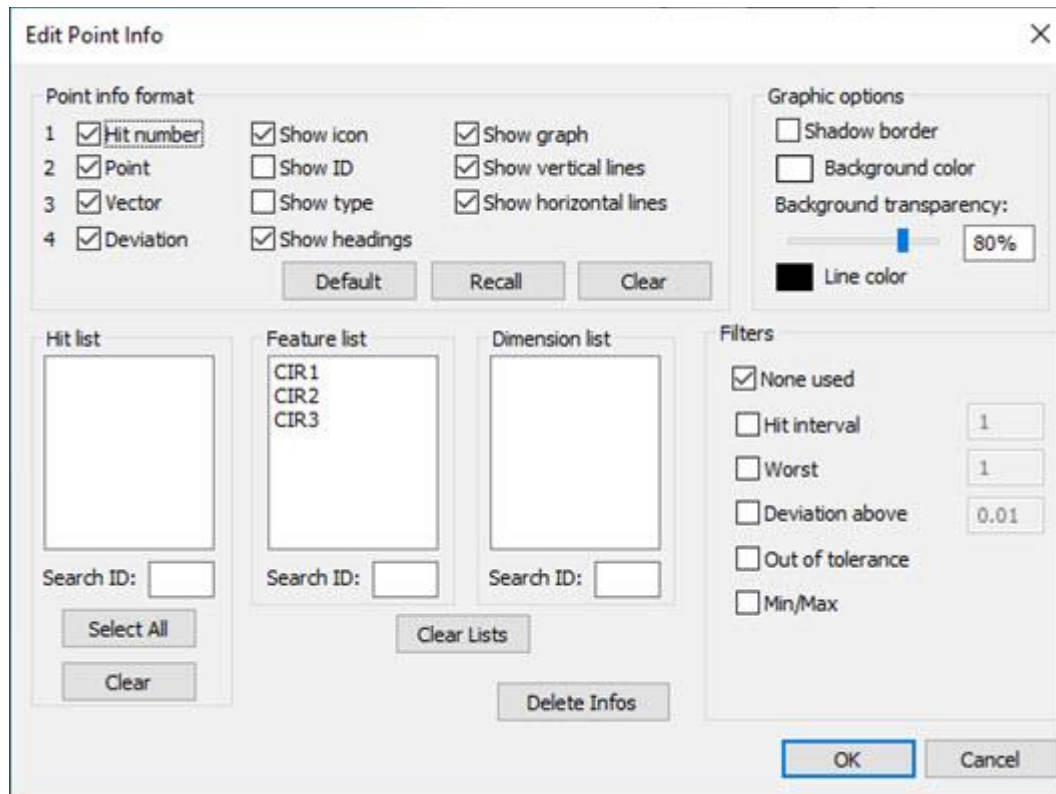 Edit Point Info
Point info format
1 Hit number Show icon Show graph
2 Point Show ID Show vertical lines
3 Vector Show type Show horizontal lines
4 Deviation Show headings
Default Recall Clear
Graphic options
Shadow border
Background color
Background transparency:
80%
Line color
Hit list
Search ID:
Select All
Clear
Feature list
CIR1
CIR2
CIR3
Search ID:
Dimension list
Search ID:
Clear Lists
Delete Infos
Filters
None used
Hit interval 1
Worst 1
Deviation above 0.01
Out of tolerance
Min/Max
OK Cancel